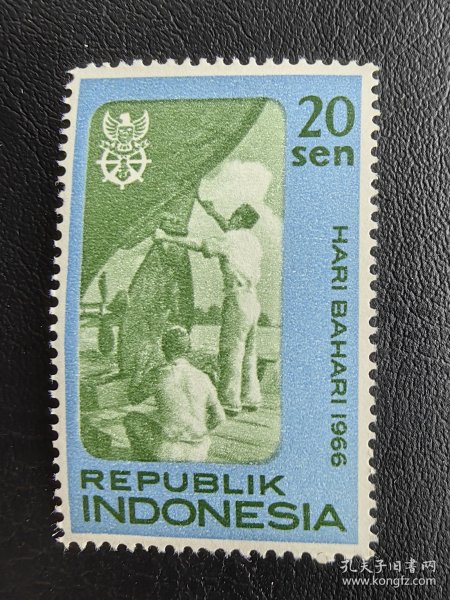 20
sen
HARI BAHARI 1966
REPUBLIK
INDONESIA
孔夫子旧书网
www.kongfz.com